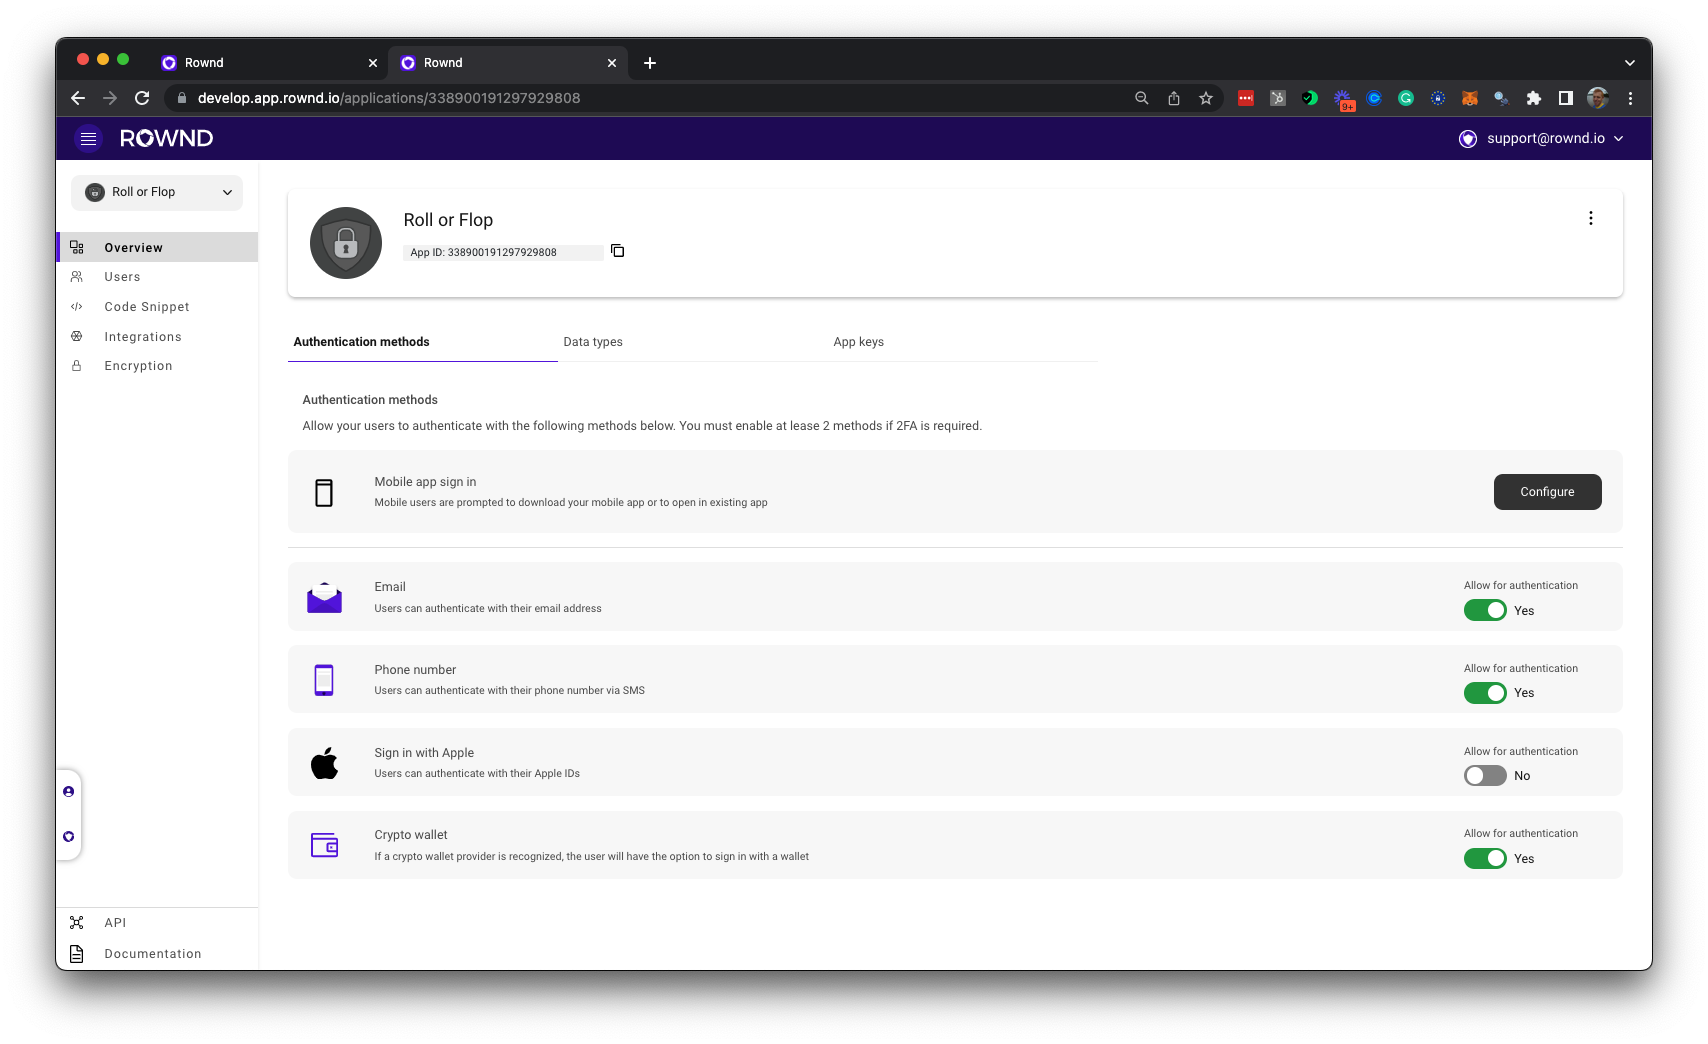 Rownd
Rownd
develop.app.rownd.io/applications/338900191297929808
9+
ROWND
support@rownd.io
Roll or Flop
Overview
Users
Code Snippet
Integrations
Encryption
API
Documentation
Roll or Flop
App ID: 338900191297929808
Authentication methods
Data types
App keys
Authentication methods
Allow your users to authenticate with the following methods below. You must enable at lease 2 methods if 2FA is required.
Mobile app sign in
Mobile users are prompted to download your mobile app or to open in existing app
Configure
Email
Users can authenticate with their email address
Allow for authentication
Yes
Phone number
Users can authenticate with their phone number via SMS
Allow for authentication
Yes
Sign in with Apple
Users can authenticate with their Apple IDs
Allow for authentication
No
Crypto wallet
If a crypto wallet provider is recognized, the user will have the option to sign in with a wallet
Allow for authentication
Yes